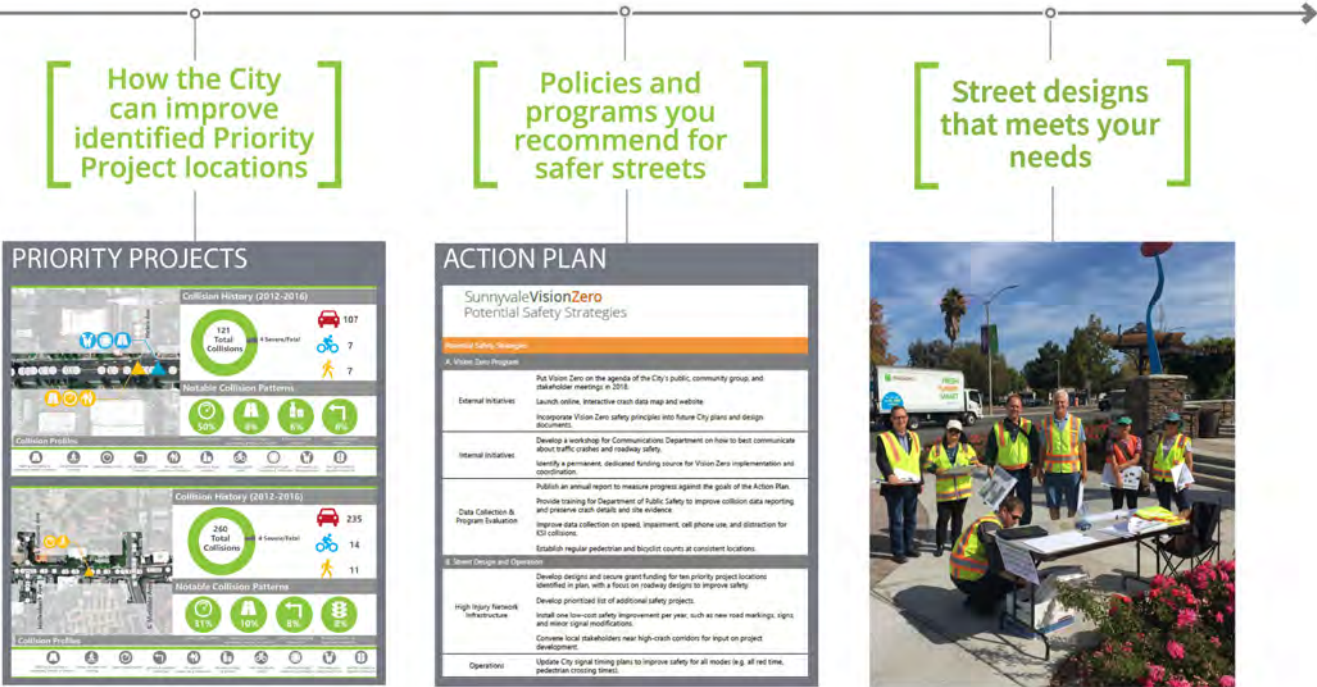 How the City
can improve
identified Priority
Project locations
Policies and
programs you
recommend for
safer streets
Street designs
that meets your
needs
PRIORITY PROJECTS
Collision History (2012-2016)
121
Total
Collisions
4 Severe/Fatal
107
7
7
Notable Collision Patterns
50%
8%
6%
6%
Collision Profiles
Collision History (2012-2016)
260
Total
Collisions
235
14
11
Notable Collision Patterns
31%
10%
8%
8%
Collision Profiles
ACTION PLAN
SunnyvaleVisionZero
Potential Safety Strategies
Potential Safety Strategies
A. Vision Zero Program
External Initiatives
Put Vision Zero on the agenda of the City's public, community group, and
stakeholder meetings in 2018.
Launch online, interactive crash data map and website.
Incorporate Vision Zero safety principles into future City plans and design
documents.
Internal Initiatives
Develop a workshop for Communications Department on how to best communicate
about traffic crashes and roadway safety.
Identify a permanent, dedicated funding source for Vision Zero implementation and
coordination.
Data Collection &
Program Evaluation
Publish an annual report to measure progress against the goals of the Action Plan.
Provide training for Department of Public Safety to improve collision data reporting
and preserve crash details and site evidence.
Improve data collection on speed, impairment, cell phone use, and distraction for
KSI collisions.
Establish regular pedestrian and bicyclist counts at consistent locations.
B. Street Design and Operation
High Injury Network
Infrastructure
Develop designs and secure grant funding for ten priority project locations
identified in plan, with a focus on roadway designs to improve safety.
Develop prioritized list of additional safety projects.
Install one low-cost safety improvement per year, such as new road markings, signs
and minor signal modifications.
Convene local stakeholders near high-crash corridors for input on project
development.
Operations
Update City signal timing plans to improve safety for all modes (e.g. all red time,
pedestrian crossing times).
FRESH
SMART